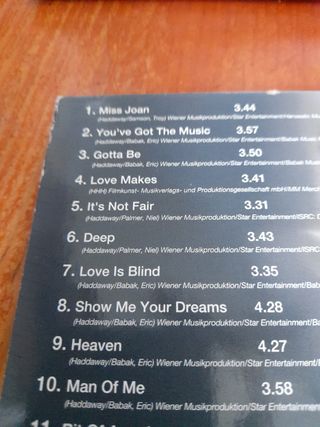 1. Miss Joan 3.44
(Haddaway/Samson, Troy) Wiener Musikproduktion/Star Entertainment/Hanseatic Mu
2. You've Got The Music 3.57
(Haddaway/Babak, Eric) Wiener Musikproduktion/Star Entertainment/Babak Music
3. Gotta Be 3.50
(Haddaway/Babak, Eric) Wiener Musikproduktion/Star Entertainment/Babak Mus
4. Love Makes 3.41
(HHH) Filmkunst- Musikverlags- und Produktionsgesellschaft mbH/MM Merch
5. It's Not Fair 3.31
(Haddaway/Palmer, Niel) Wiener Musikproduktion/Star Entertainment/ISRC: D
6. Deep 3.43
(Haddaway/Palmer, Niel) Wiener Musikproduktion/Star Entertainment/ISRC:
7. Love Is Blind 3.35
(Haddaway/Babak, Eric) Wiener Musikproduktion/Star Entertainment/Bab
8. Show Me Your Dreams 4.28
(Haddaway/Babak, Eric) Wiener Musikproduktion/Star Entertainment/Ba
9. Heaven 4.27
(Haddaway/Babak, Eric) Wiener Musikproduktion/Star Entertainment/B
10. Man Of Me 3.58
(Haddaway/Babak, Eric) Wiener Musikproduktion/Star Entertainment/
11.